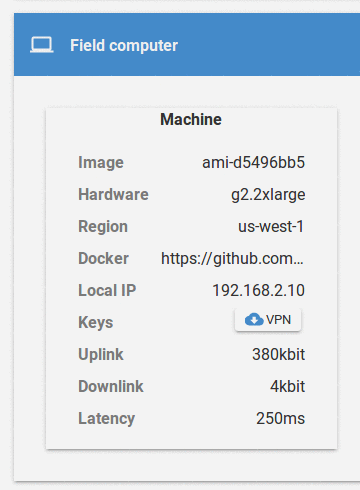 Field computer
Machine
Image ami-d5496bb5
Hardware g2.2xlarge
Region us-west-1
Docker https://github.com...
Local IP 192.168.2.10
Keys VPN
Uplink 380kbit
Downlink 4kbit
Latency 250ms